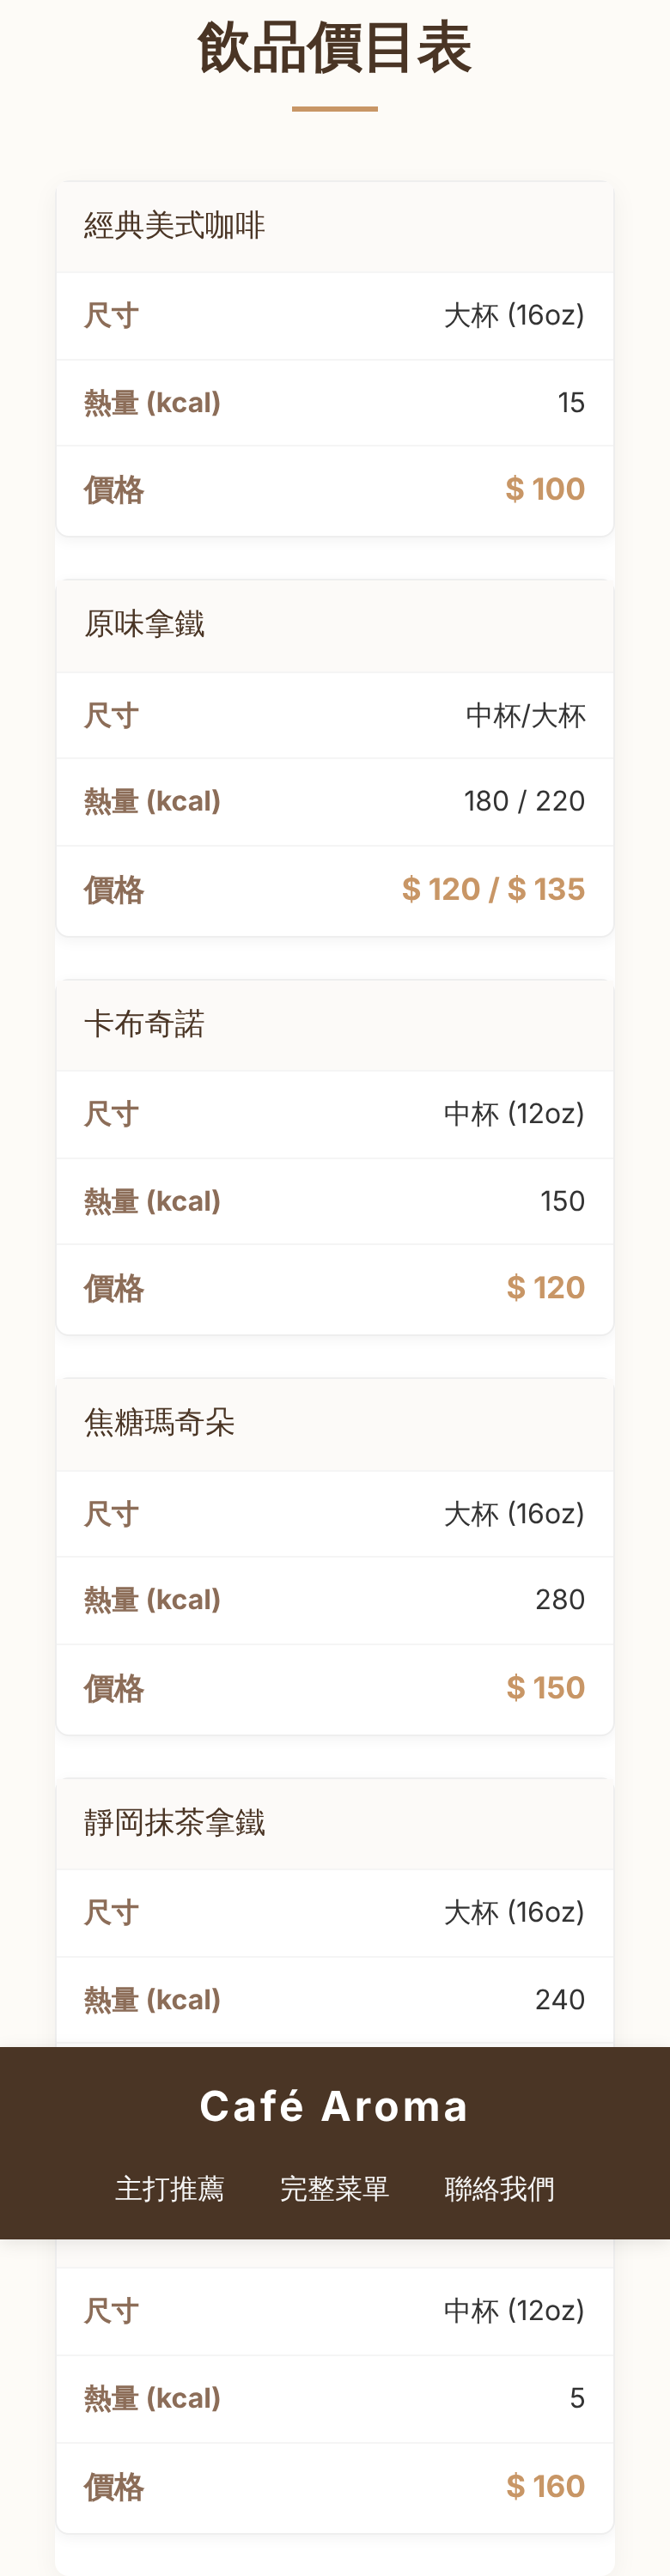 飲品價目表
經典美式咖啡
尺寸 大杯 (16oz)
熱量 (kcal) 15
價格 $ 100
原味拿鐵
尺寸 中杯/大杯
熱量 (kcal) 180 / 220
價格 $ 120 / $ 135
卡布奇諾
尺寸 中杯 (12oz)
熱量 (kcal) 150
價格 $ 120
焦糖瑪奇朵
尺寸 大杯 (16oz)
熱量 (kcal) 280
價格 $ 150
靜岡抹茶拿鐵
尺寸 大杯 (16oz)
熱量 (kcal) 240
Café Aroma
主打推薦 完整菜單 聯絡我們
尺寸 中杯 (12oz)
熱量 (kcal) 5
價格 $ 160